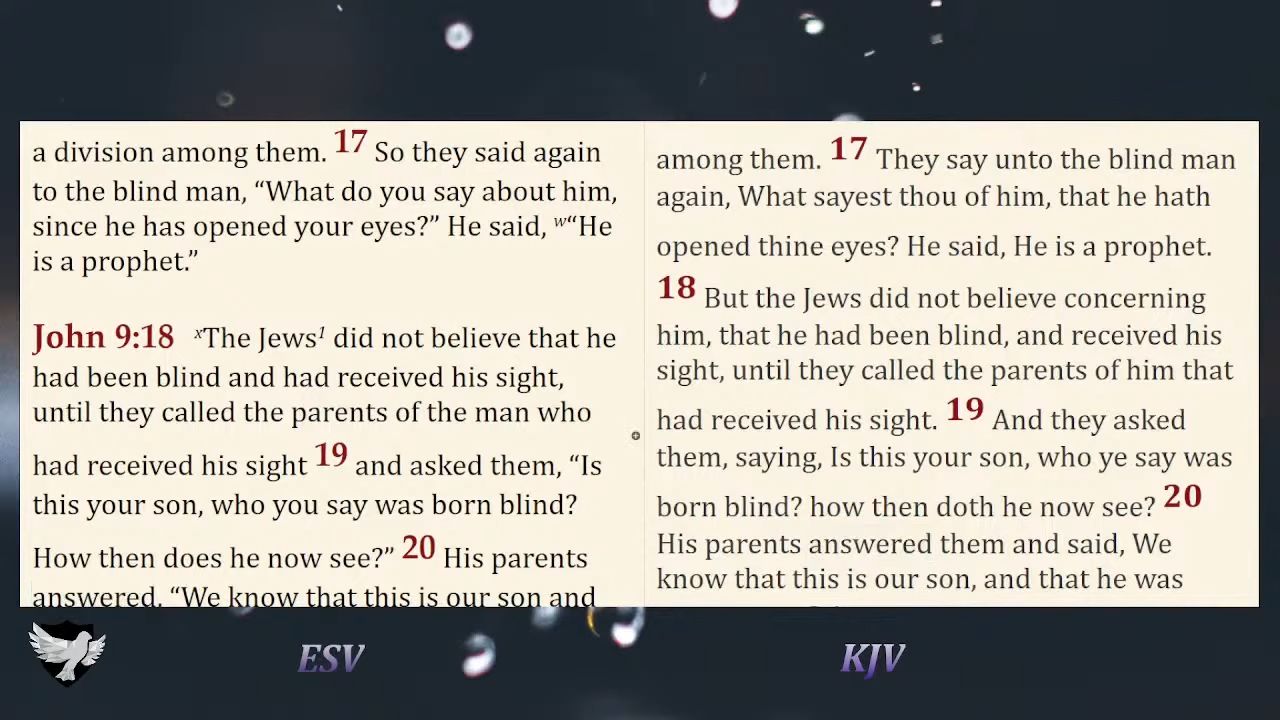 a division among them. 17 So they said again
to the blind man, “What do you say about him,
since he has opened your eyes?” He said, w“He
is a prophet.”
John 9:18 xThe Jews1 did not believe that he
had been blind and had received his sight,
until they called the parents of the man who
had received his sight 19 and asked them, “Is
this your son, who you say was born blind?
How then does he now see?” 20 His parents
answered, “We know that this is our son and
among them. 17 They say unto the blind man
again, What sayest thou of him, that he hath
opened thine eyes? He said, He is a prophet.
18 But the Jews did not believe concerning
him, that he had been blind, and received his
sight, until they called the parents of him that
had received his sight. 19 And they asked
them, saying, Is this your son, who ye say was
born blind? how then doth he now see? 20
His parents answered them and said, We
know that this is our son, and that he was
ESV
KJV